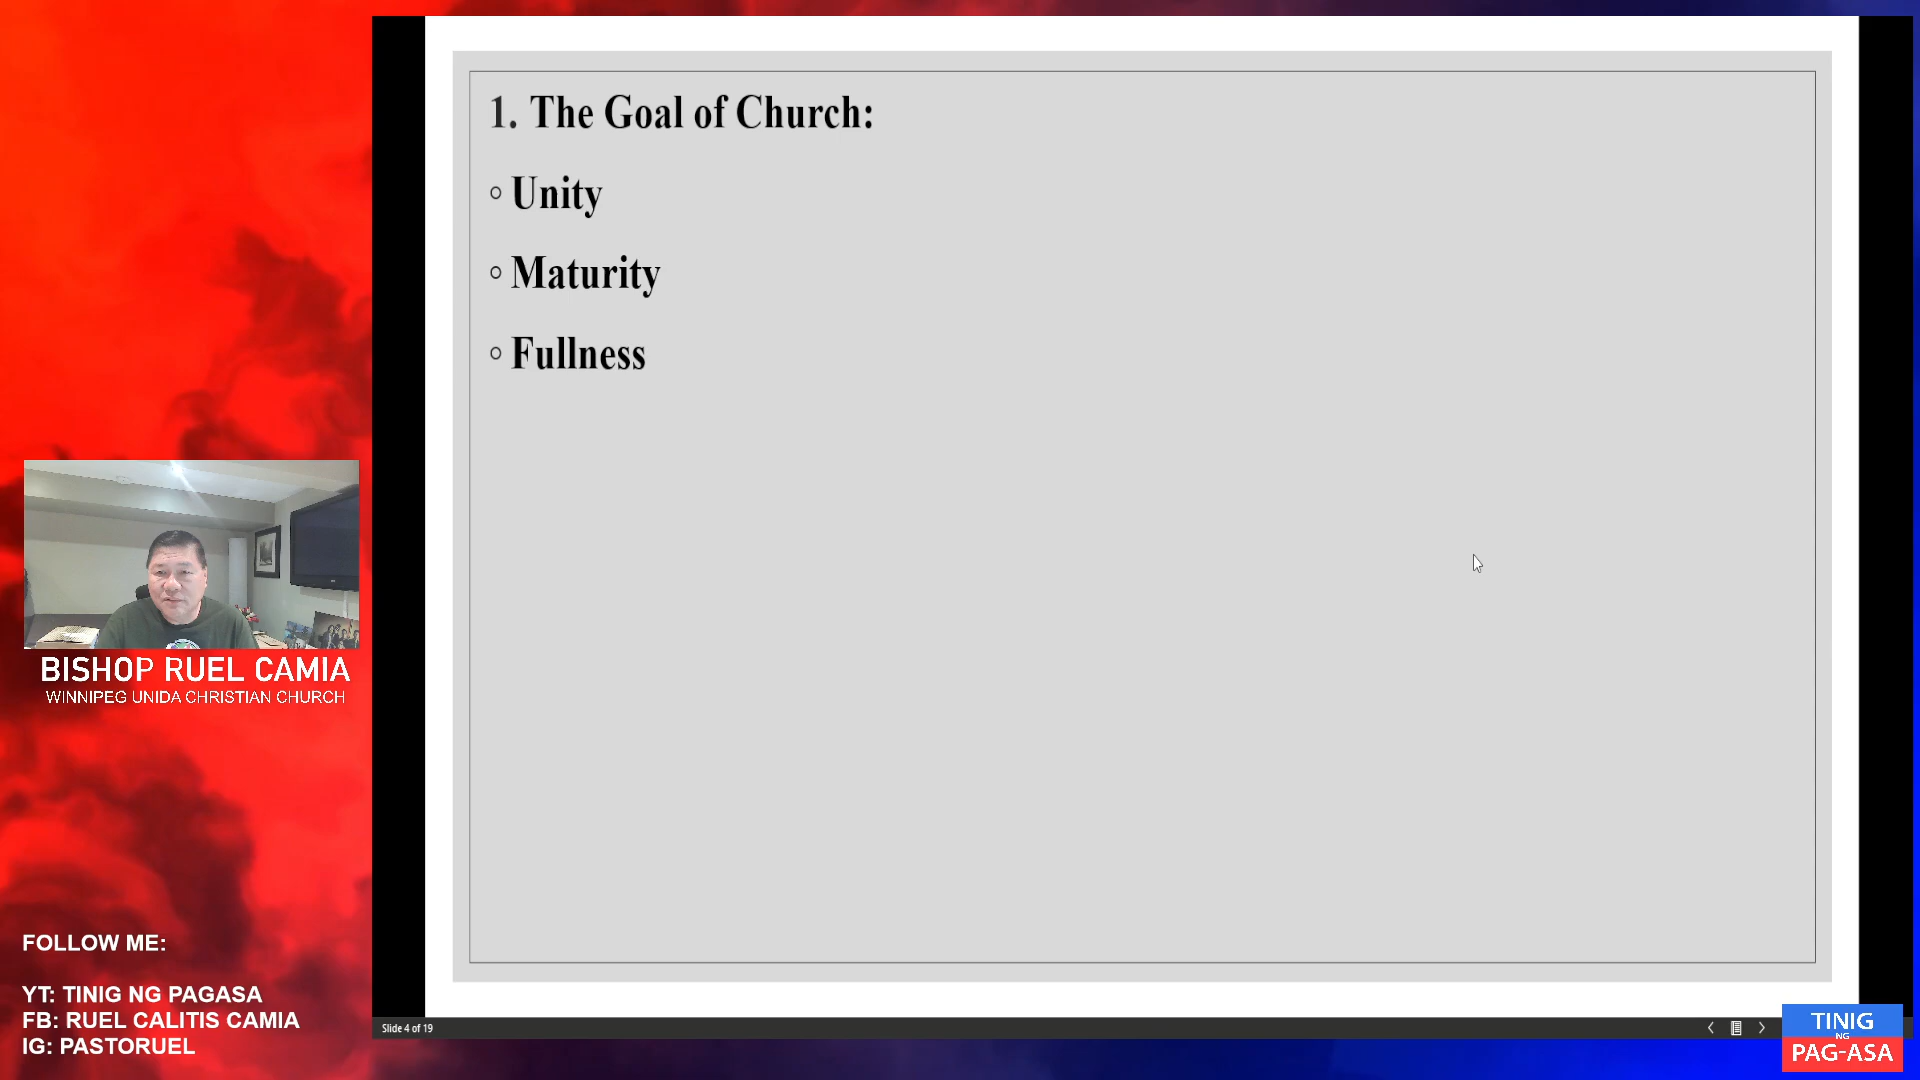 1. The Goal of Church:
○ Unity
○ Maturity
○ Fullness
BISHOP RUEL CAMIA
WINNIPEG UNIDA CHRISTIAN CHURCH
FOLLOW ME:
YT: TINIG NG PAGASA
FB: RUEL CALITIS CAMIA
IG: PASTORUEL
Slide 4 of 19
TINIG
NG
PAG-ASA